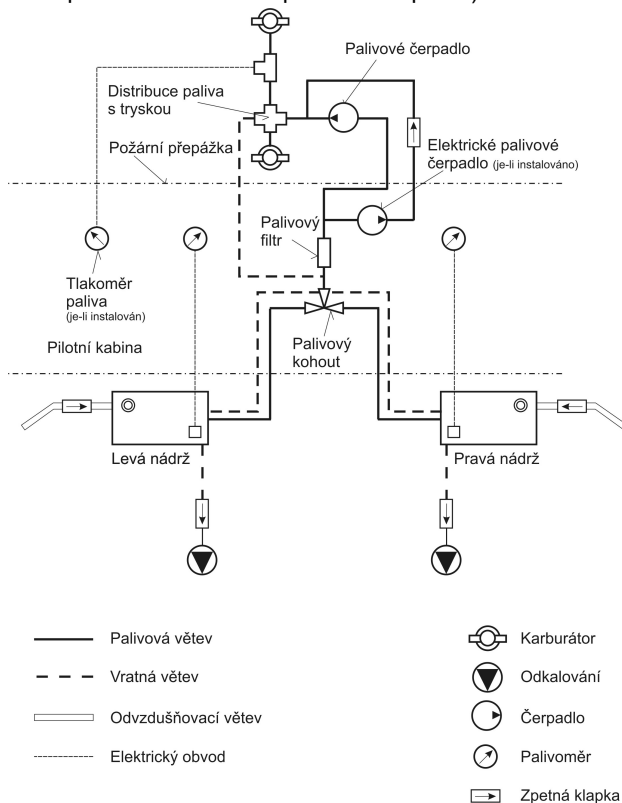 Palivové čerpadlo
Distribuce paliva
s tryskou
Požární přepážka
Elektrické palivové
čerpadlo (je-li instalováno)
Palivový
filtr
Tlakoměr
paliva
(je-li instalován)
Pilotní kabina
Palivový
kohout
Levá nádrž
Pravá nádrž
Palivová větev
Karburátor
Vratná větev
Odkalování
Odvzdušňovací větev
Čerpadlo
Elektrický obvod
Palivoměr
Zpetná klapka